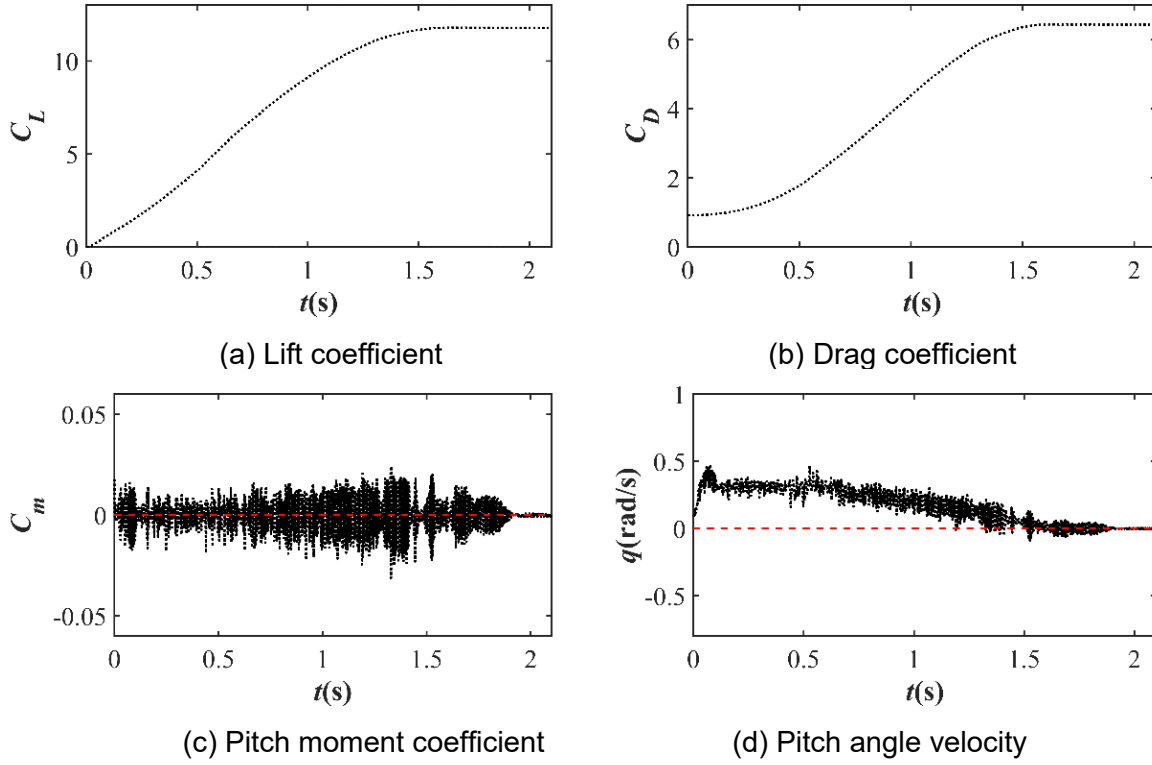 C_L
10
5
0
0 0.5 1 1.5 2
t(s)
(a) Lift coefficient
C_D
6
4
2
0
0 0.5 1 1.5 2
t(s)
(b) Drag coefficient
C_m
0.05
0
-0.05
0 0.5 1 1.5 2
t(s)
(c) Pitch moment coefficient
q(rad/s)
1
0.5
0
-0.5
0 0.5 1 1.5 2
t(s)
(d) Pitch angle velocity